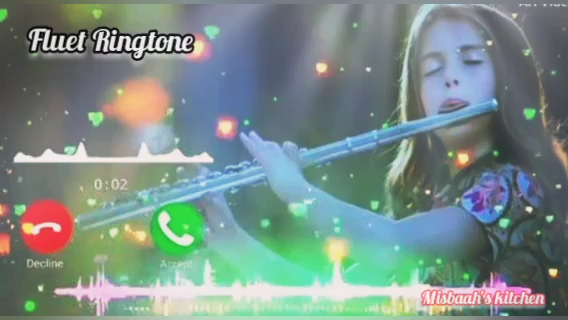 Fluet Ringtone
0:02
Decline
Accept
Misbaah's kitchen